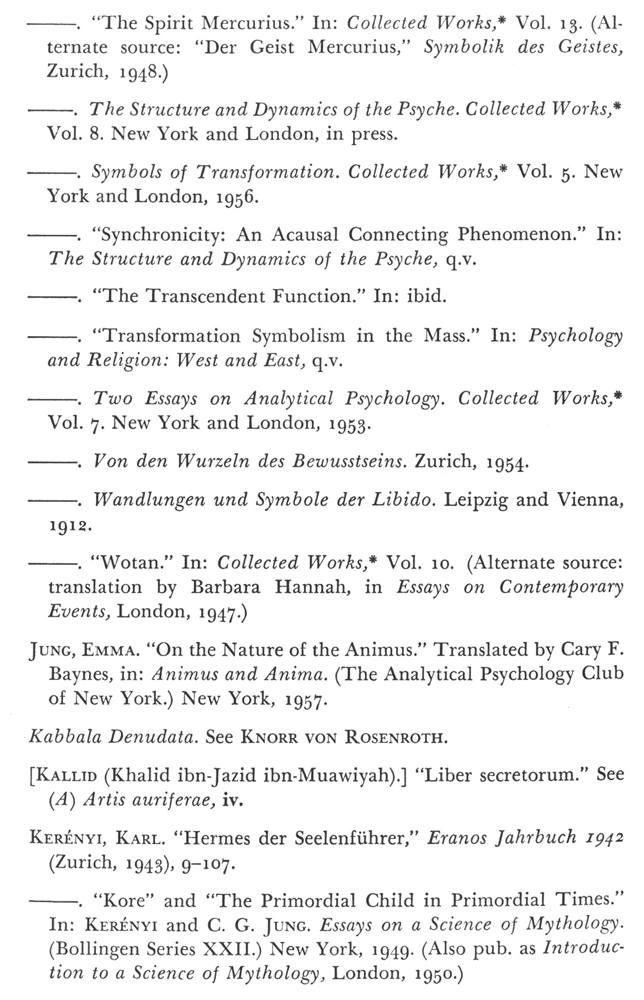 ———. “The Spirit Mercurius.” In: Collected Works,* Vol. 13. (Al-
ternate source: “Der Geist Mercurius,” Symbolik des Geistes,
Zurich, 1948.)
———. The Structure and Dynamics of the Psyche. Collected Works,*
Vol. 8. New York and London, in press.
———. Symbols of Transformation. Collected Works,* Vol. 5. New
York and London, 1956.
———. “Synchronicity: An Acausal Connecting Phenomenon.” In:
The Structure and Dynamics of the Psyche, q.v.
———. “The Transcendent Function.” In: ibid.
———. “Transformation Symbolism in the Mass.” In: Psychology
and Religion: West and East, q.v.
———. Two Essays on Analytical Psychology. Collected Works,*
Vol. 7. New York and London, 1953.
———. Von den Wurzeln des Bewusstseins. Zurich, 1954.
———. Wandlungen und Symbole der Libido. Leipzig and Vienna,
1912.
———. “Wotan.” In: Collected Works,* Vol. 10. (Alternate source:
translation by Barbara Hannah, in Essays on Contemporary
Events, London, 1947.)
JUNG, EMMA. “On the Nature of the Animus.” Translated by Cary F.
Baynes, in: Animus and Anima. (The Analytical Psychology Club
of New York.) New York, 1957.
Kabbala Denudata. See KNORR VON ROSENROTH.
[KALLID (Khalid ibn-Jazid ibn-Muawiyah).] “Liber secretorum.” See
(A) Artis auriferae, iv.
KERÉNYI, KARL. “Hermes der Seelenführer,” Eranos Jahrbuch 1942
(Zurich, 1943), 9–107.
———. “Kore” and “The Primordial Child in Primordial Times.”
In: KERÉNYI and C. G. JUNG. Essays on a Science of Mythology.
(Bollingen Series XXII.) New York, 1949. (Also pub. as Introduc-
tion to a Science of Mythology, London, 1950.)